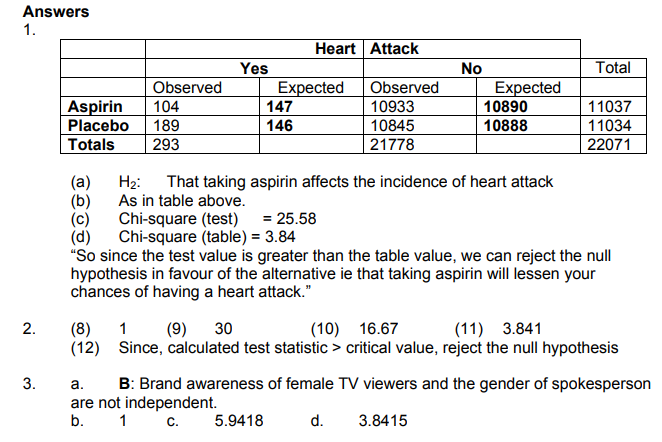 Answers
1.
Heart Attack
Yes No Total
Observed Expected Observed Expected
Aspirin 104 147 10933 10890 11037
Placebo 189 146 10845 10888 11034
Totals 293 21778 22071
(a) H₂: That taking aspirin affects the incidence of heart attack
(b) As in table above.
(c) Chi-square (test) = 25.58
(d) Chi-square (table) = 3.84
“So since the test value is greater than the table value, we can reject the null
hypothesis in favour of the alternative ie that taking aspirin will lessen your
chances of having a heart attack.”
2. (8) 1 (9) 30 (10) 16.67 (11) 3.841
(12) Since, calculated test statistic > critical value, reject the null hypothesis
3. a. B: Brand awareness of female TV viewers and the gender of spokesperson
are not independent.
b. 1 c. 5.9418 d. 3.8415